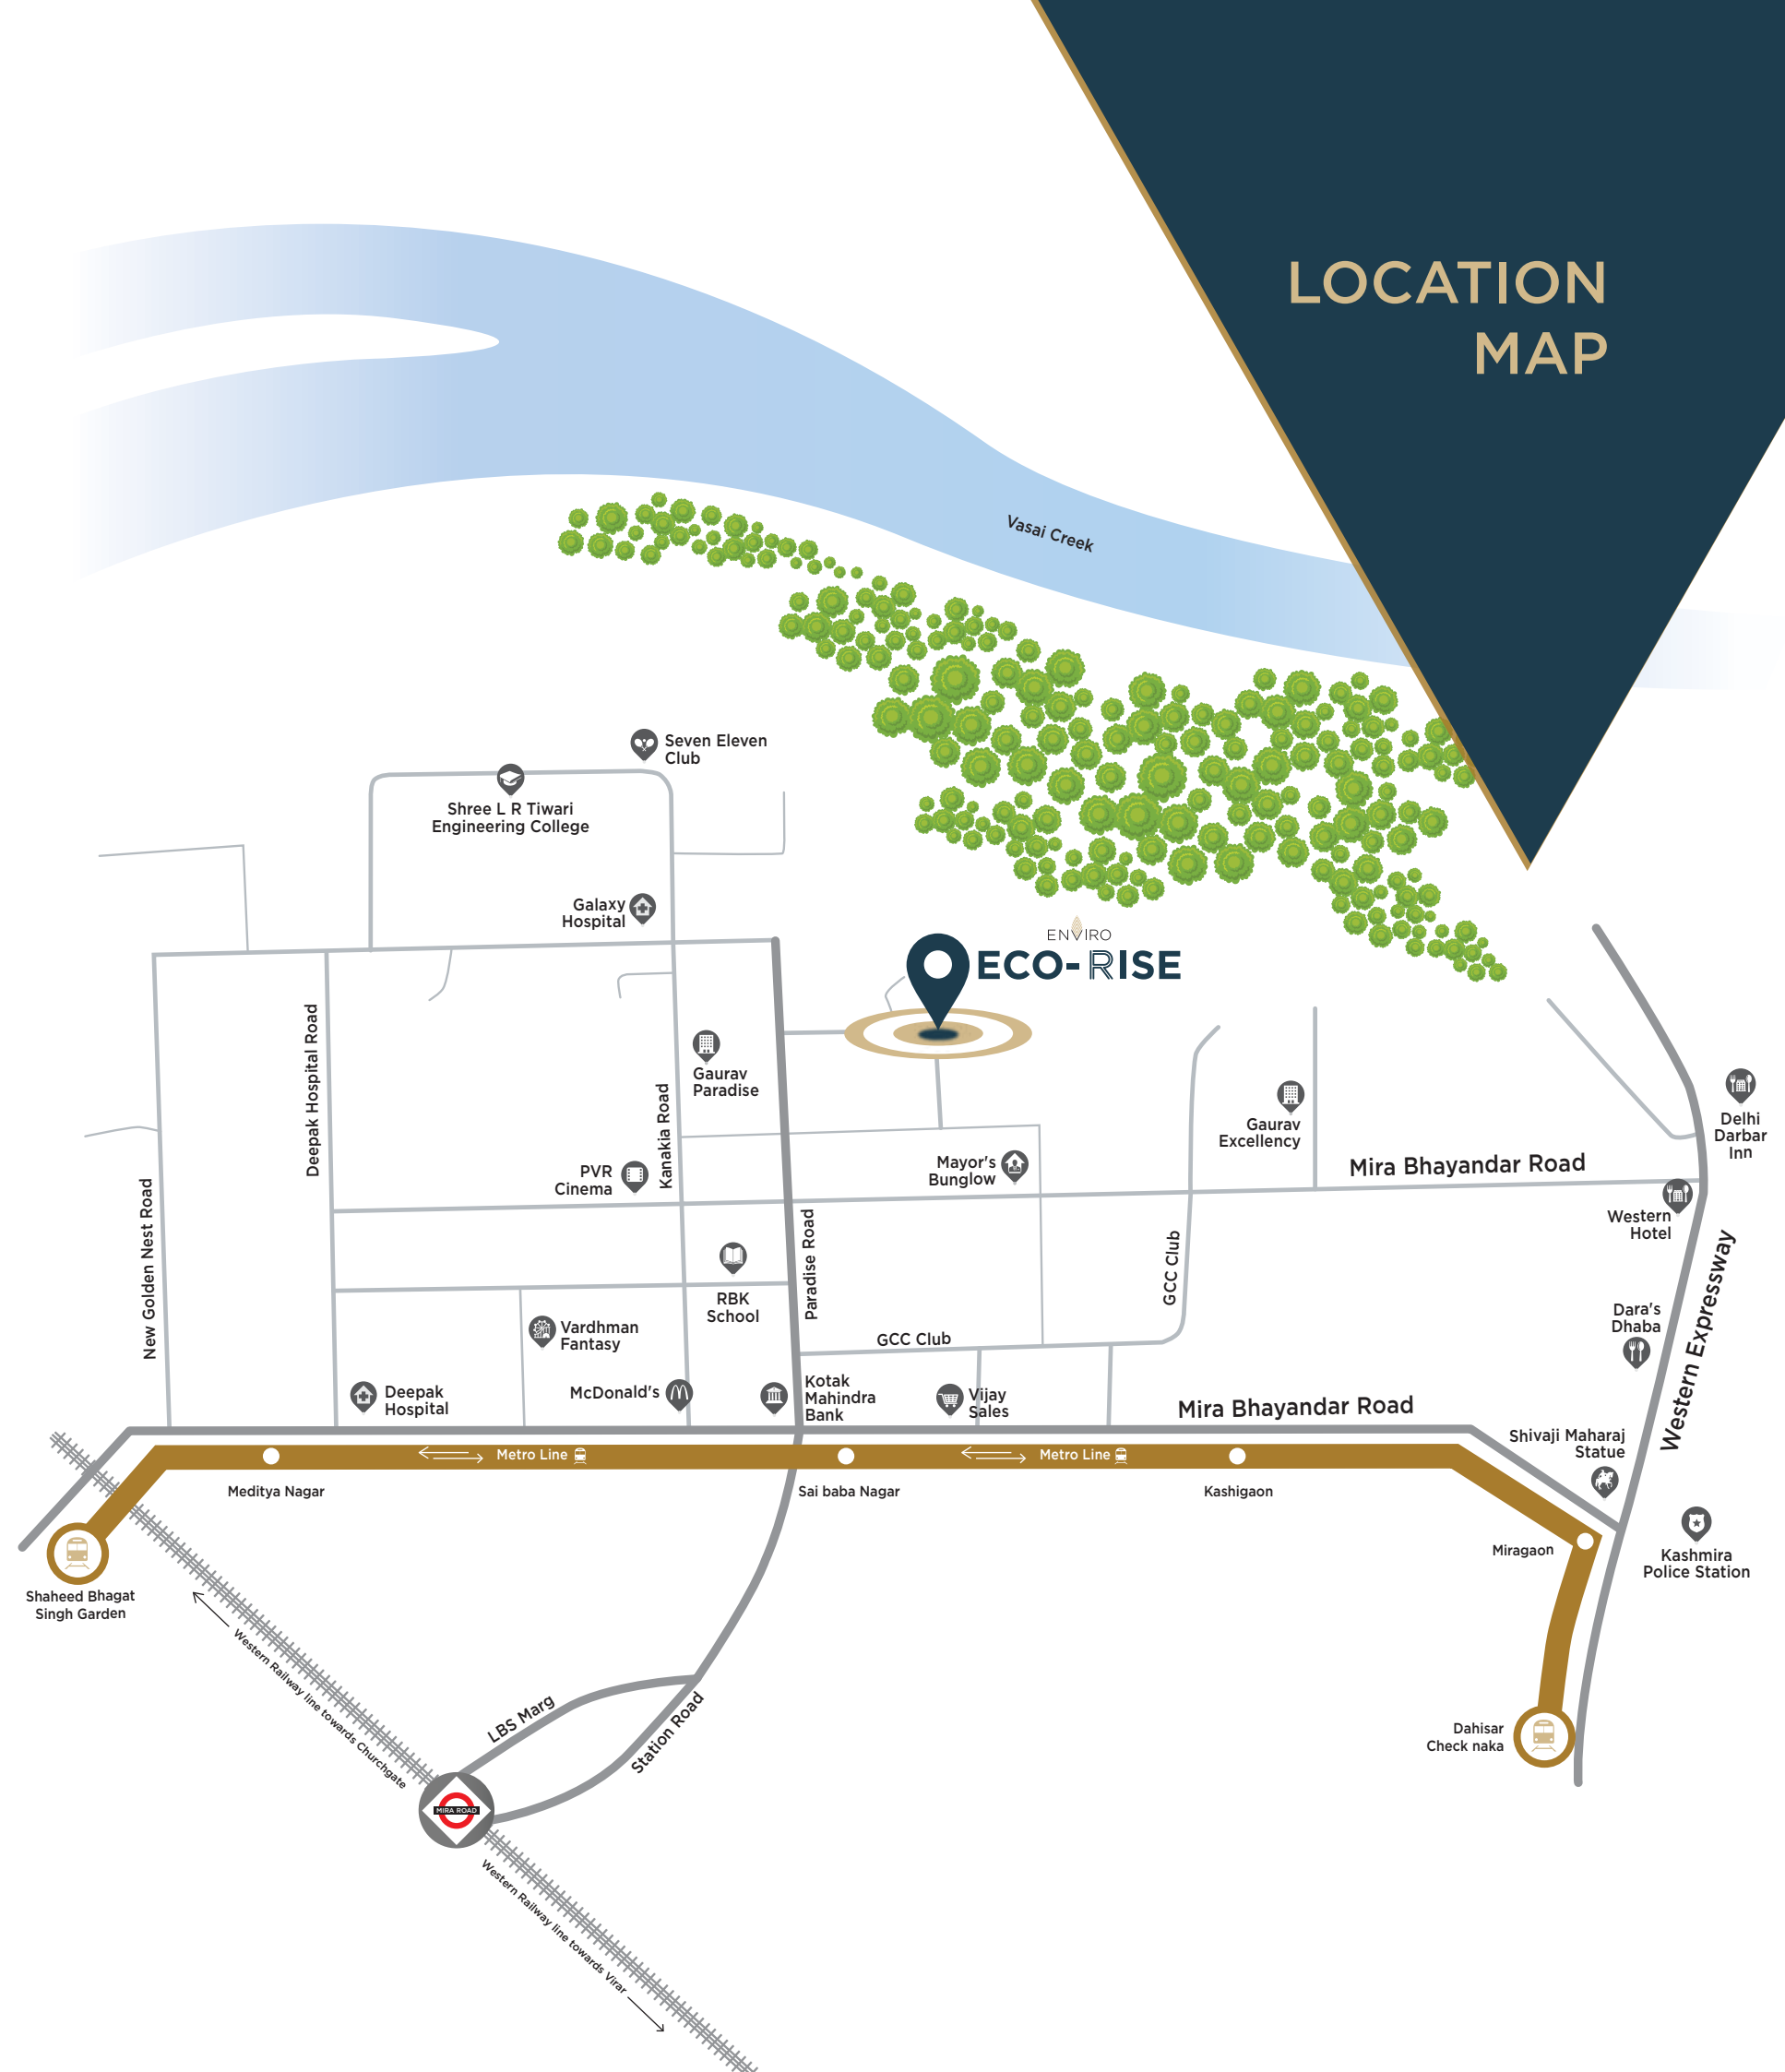 LOCATION
MAP
Vasai Creek
Seven Eleven
Club
Shree L R Tiwari
Engineering College
Galaxy
Hospital
ENVIRO
ECO-RISE
Deepak Hospital Road
Gaurav
Paradise
Kanakia Road
Gaurav
Excellency
Delhi
Darbar
Inn
PVR
Cinema
Mayor's
Bunglow
Mira Bhayandar Road
New Golden Nest Road
Paradise Road
GCC Club
Western
Hotel
Western Expressway
RBK
School
Vardhman
Fantasy
GCC Club
Dara's
Dhaba
Deepak
Hospital
McDonald's
Kotak
Mahindra
Bank
Vijay
Sales
Mira Bhayandar Road
Shivaji Maharaj
Statue
Metro Line
Metro Line
Meditya Nagar
Sai baba Nagar
Kashigaon
Miragaon
Kashmira
Police Station
Shaheed Bhagat
Singh Garden
Western Railway line towards Churchgate
LBS Marg
Station Road
Dahisar
Check naka
MIRA ROAD
Western Railway line towards Virar